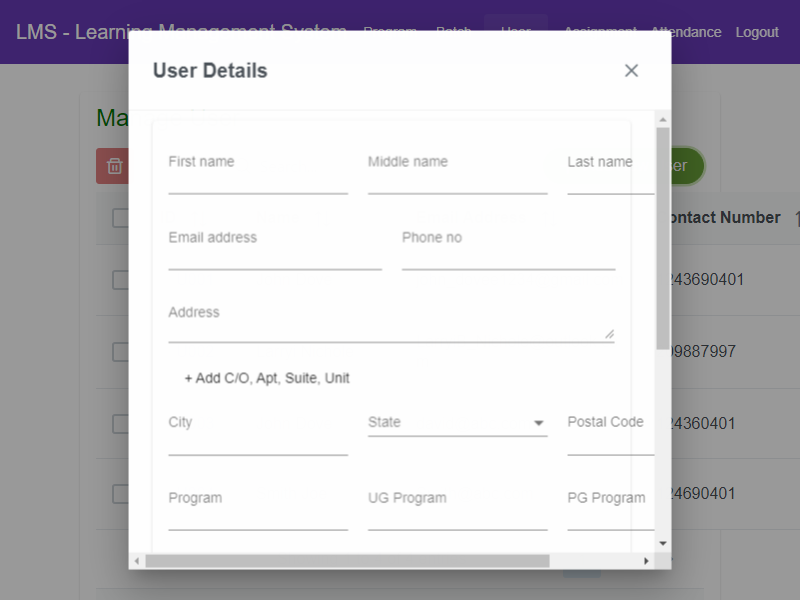 LMS - Learning Management System Program Batch User Assignment Attendance Logout
User Details
Ma
First name Middle name Last name
Email address Phone no
ontact Number
Address
243690401
+ Add C/O, Apt, Suite, Unit
99887997
City State Postal Code
24360401
Program UG Program PG Program
24690401